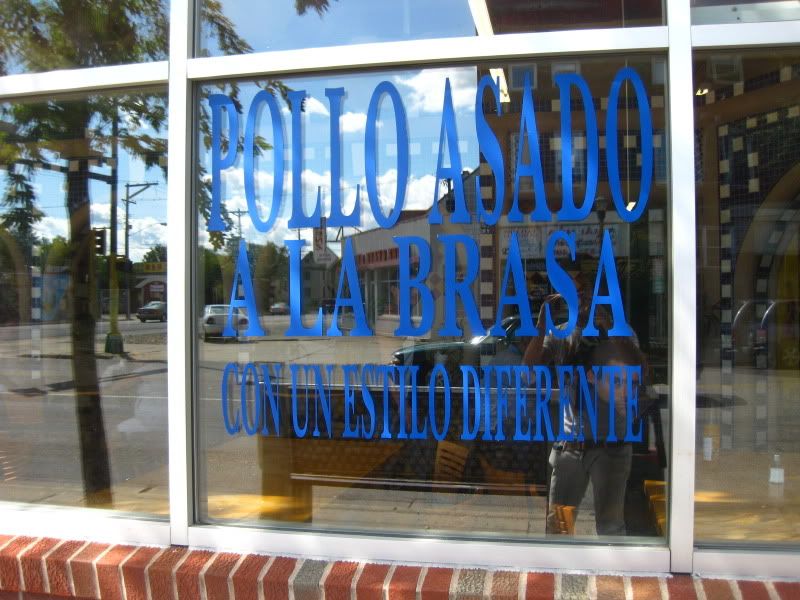 POLLO ASADO
A LA BRASA
CON UN ESTILO DIFERENTE